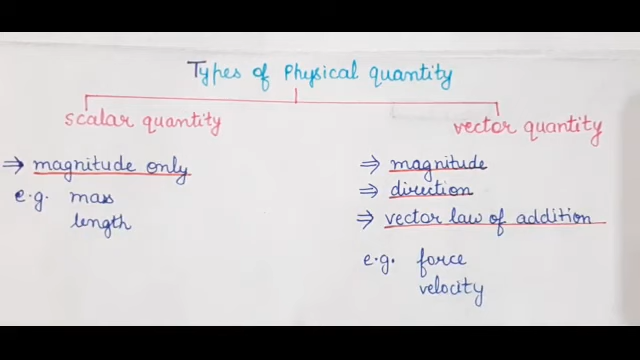 Types of Physical quantity
scalar quantity
vector quantity
⇒ magnitude only
e.g. mass
length
⇒ magnitude
⇒ direction
⇒ vector law of addition
e.g. force
velocity